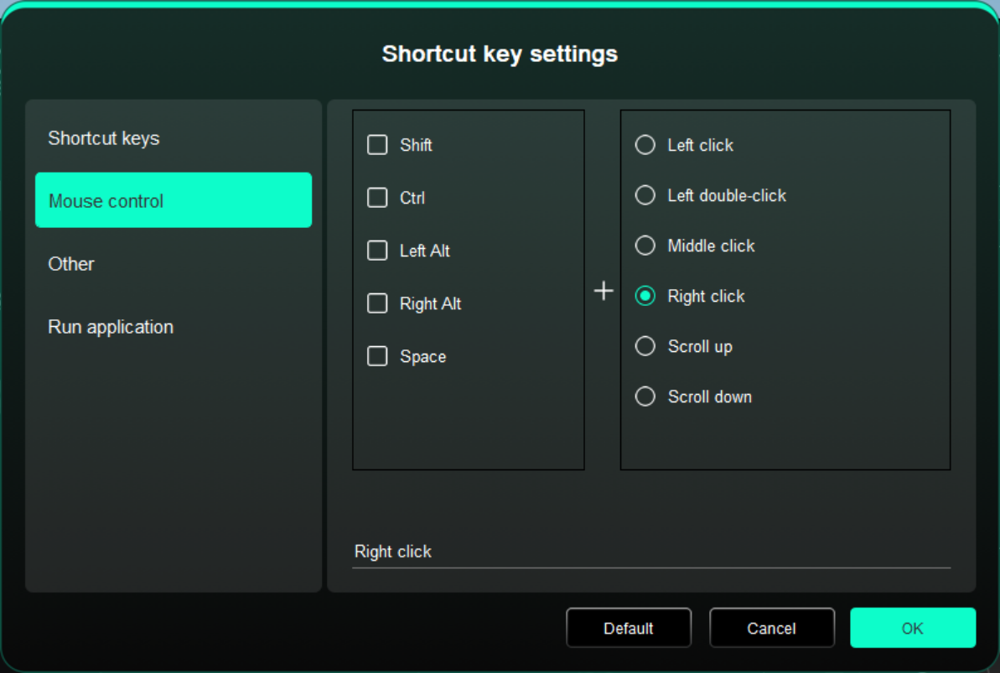 Shortcut key settings
Shortcut keys
Mouse control
Other
Run application
Shift
Ctrl
Left Alt
Right Alt
Space
+
Left click
Left double-click
Middle click
Right click
Scroll up
Scroll down
Right click
Default
Cancel
OK